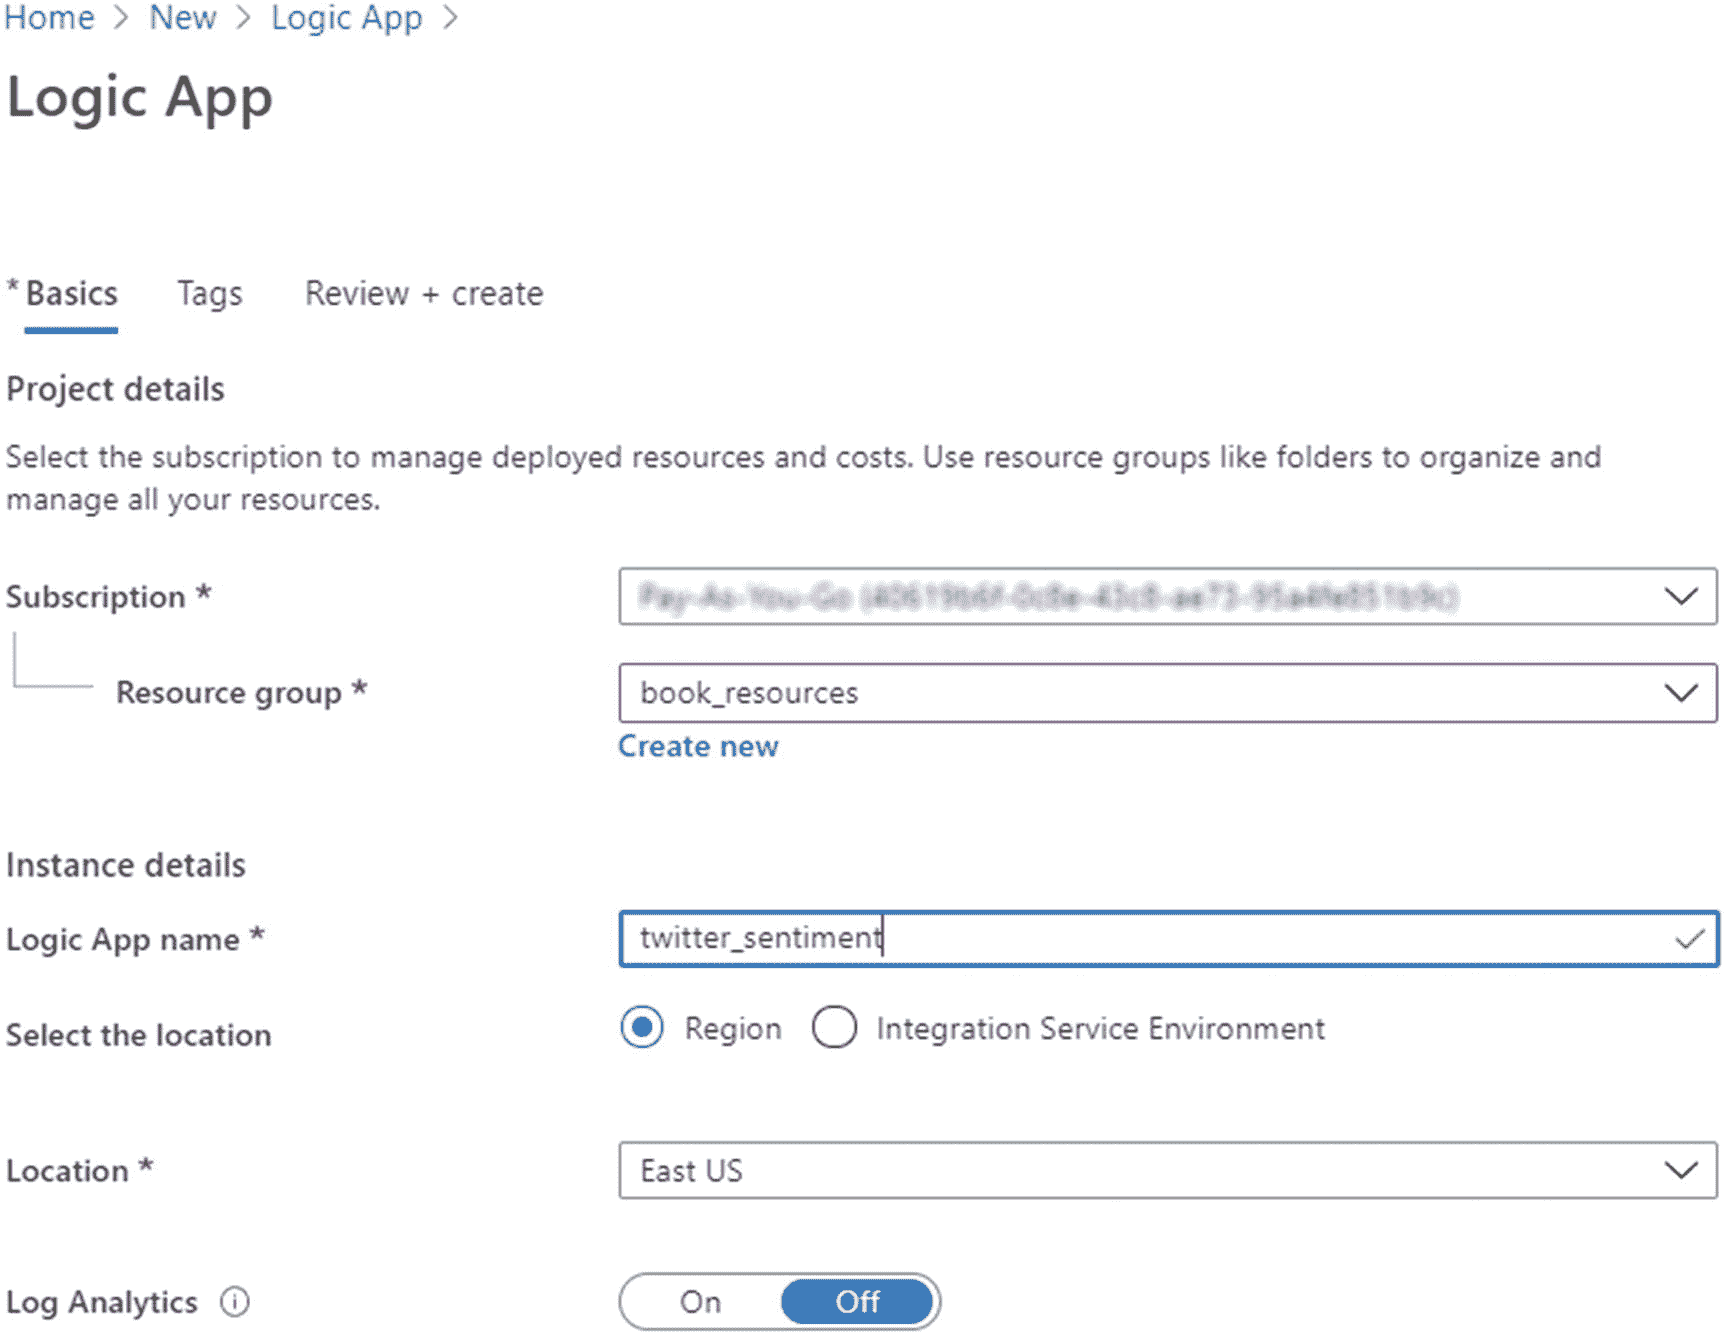 Home > New > Logic App >
Logic App
* Basics Tags Review + create
Project details
Select the subscription to manage deployed resources and costs. Use resource groups like folders to organize and
manage all your resources.
Subscription *
Resource group * book_resources
Create new
Instance details
Logic App name * twitter_sentiment
Select the location Region Integration Service Environment
Location * East US
Log Analytics On Off